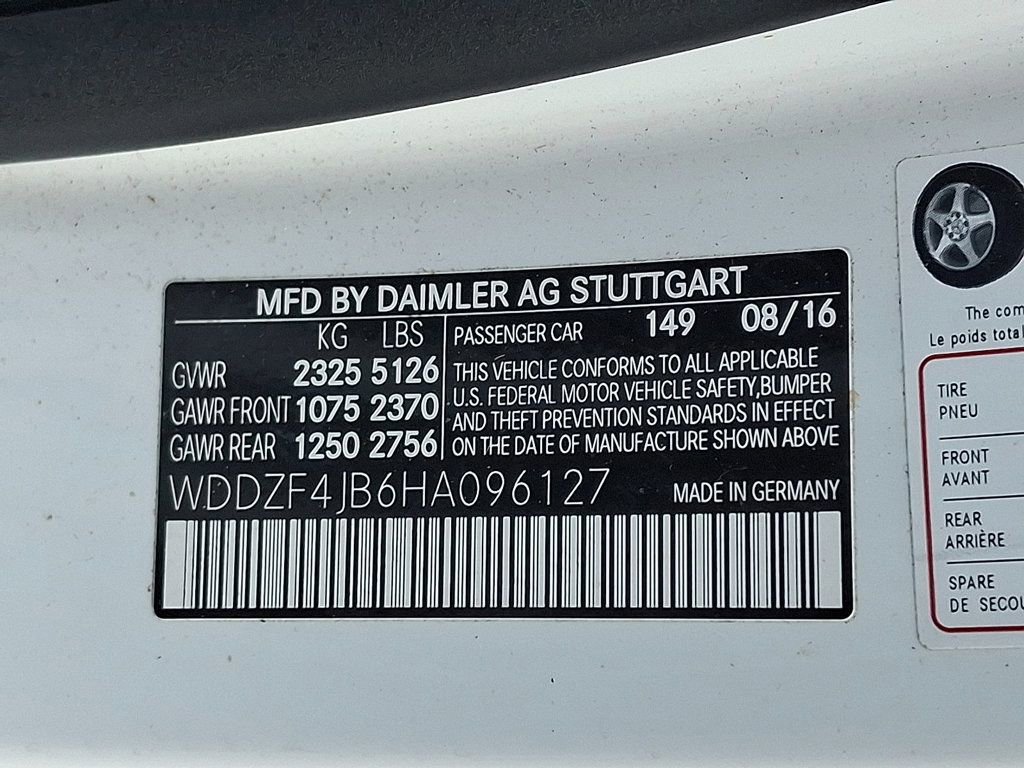 MFD BY DAIMLER AG STUTTGART
KG LBS
GVWR 2325 5126
GAWR FRONT 1075 2370
GAWR REAR 1250 2756
PASSENGER CAR 149 08/16
THIS VEHICLE CONFORMS TO ALL APPLICABLE
U.S. FEDERAL MOTOR VEHICLE SAFETY,BUMPER
AND THEFT PREVENTION STANDARDS IN EFFECT
ON THE DATE OF MANUFACTURE SHOWN ABOVE
WDDZF4JB6HA096127 MADE IN GERMANY
The com
Le poids total
TIRE
PNEU
FRONT
AVANT
REAR
ARRIÈRE
SPARE
DE SECOU